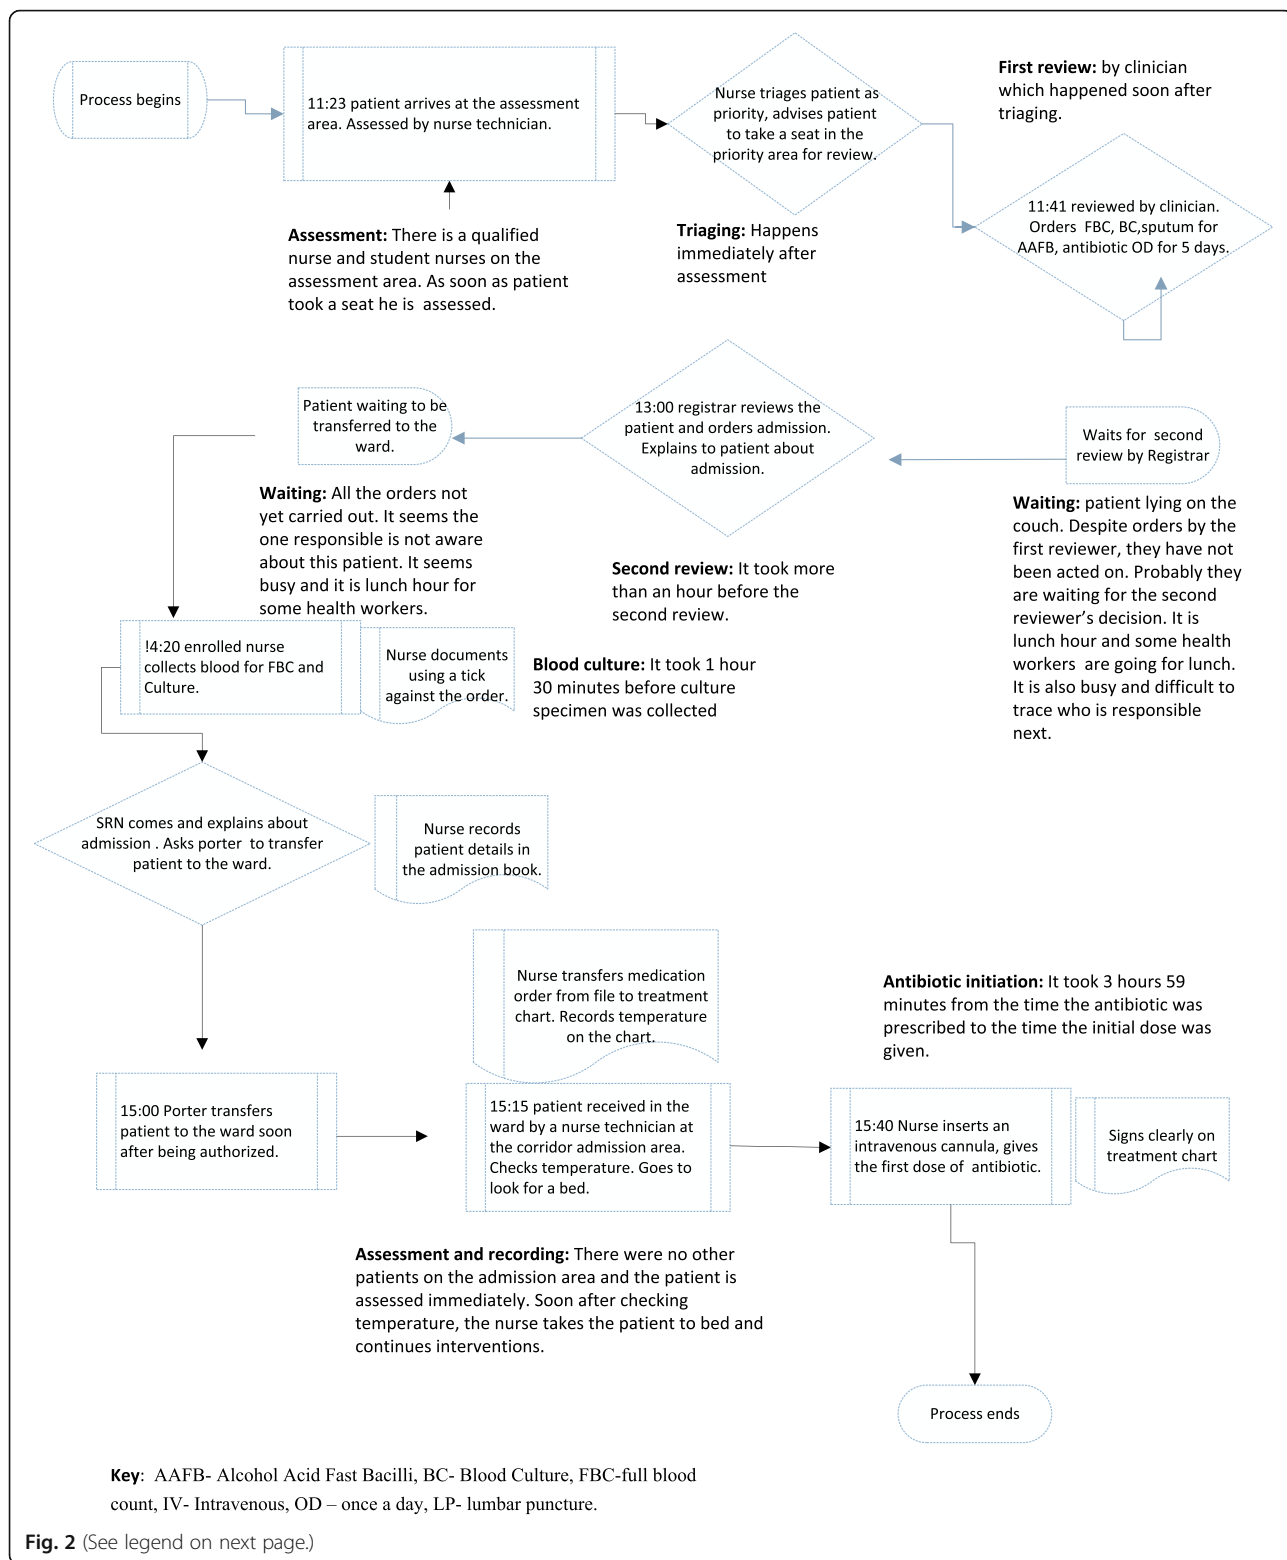 Process begins
11:23 patient arrives at the assessment
area. Assessed by nurse technician.
Nurse triages patient as
priority, advises patient
to take a seat in the
priority area for review.
First review: by clinician
which happened soon after
triaging.
11:41 reviewed by clinician.
Orders FBC, BC,sputum for
AAFB, antibiotic OD for 5 days.
Assessment: There is a qualified
nurse and student nurses on the
assessment area. As soon as patient
took a seat he is assessed.
Triaging: Happens
immediately after
assessment
Patient waiting to be
transferred to the
ward.
13:00 registrar reviews the
patient and orders admission.
Explains to patient about
admission.
Waits for second
review by Registrar
Waiting: All the orders not
yet carried out. It seems the
one responsible is not aware
about this patient. It seems
busy and it is lunch hour for
some health workers.
Second review: It took more
than an hour before the
second review.
Waiting: patient lying on the
couch. Despite orders by the
first reviewer, they have not
been acted on. Probably they
are waiting for the second
reviewer's decision. It is
lunch hour and some health
workers are going for lunch.
It is also busy and difficult to
trace who is responsible
next.
!4:20 enrolled nurse
collects blood for FBC and
Culture.
Nurse documents
using a tick
against the order.
Blood culture: It took 1 hour
30 minutes before culture
specimen was collected
SRN comes and explains about
admission . Asks porter to transfer
patient to the ward.
Nurse records
patient details in
the admission book.
Nurse transfers medication
order from file to treatment
chart. Records temperature
on the chart.
Antibiotic initiation: It took 3 hours 59
minutes from the time the antibiotic was
prescribed to the time the initial dose was
given.
15:00 Porter transfers
patient to the ward soon
after being authorized.
15:15 patient received in the
ward by a nurse technician at
the corridor admission area.
Checks temperature. Goes to
look for a bed.
15:40 Nurse inserts an
intravenous cannula, gives
the first dose of antibiotic.
Signs clearly on
treatment chart
Assessment and recording: There were no other
patients on the admission area and the patient is
assessed immediately. Soon after checking
temperature, the nurse takes the patient to bed and
continues interventions.
Process ends
Key: AAFB- Alcohol Acid Fast Bacilli, BC- Blood Culture, FBC-full blood
count, IV- Intravenous, OD – once a day, LP- lumbar puncture.
Fig. 2 (See legend on next page.)